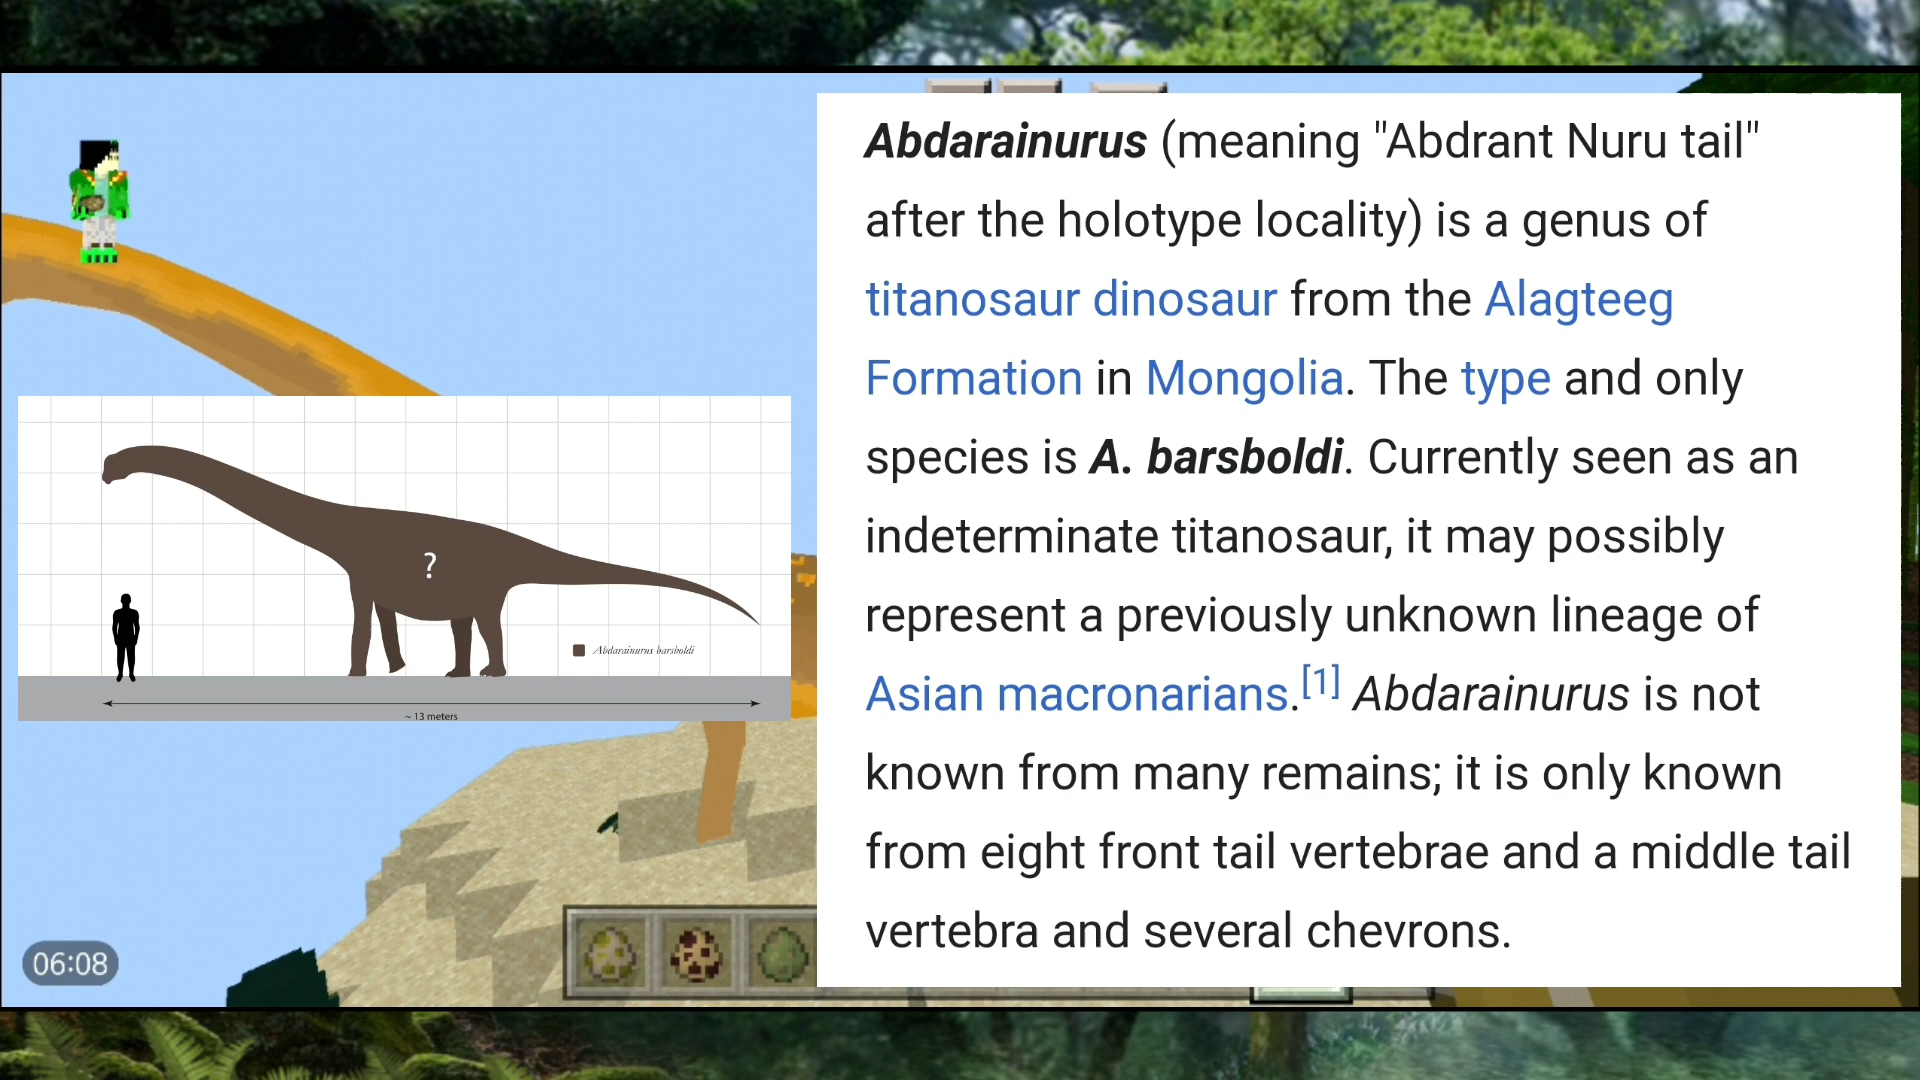 Abdarainurus (meaning "Abdrant Nuru tail"
after the holotype locality) is a genus of
titanosaur dinosaur from the Alagteeg
Formation in Mongolia. The type and only
species is A. barsboldi. Currently seen as an
indeterminate titanosaur, it may possibly
represent a previously unknown lineage of
Asian macronarians.[1] Abdarainurus is not
known from many remains; it is only known
from eight front tail vertebrae and a middle tail
vertebra and several chevrons.
?
Abdarainurus barsboldi
~ 13 meters
06:08